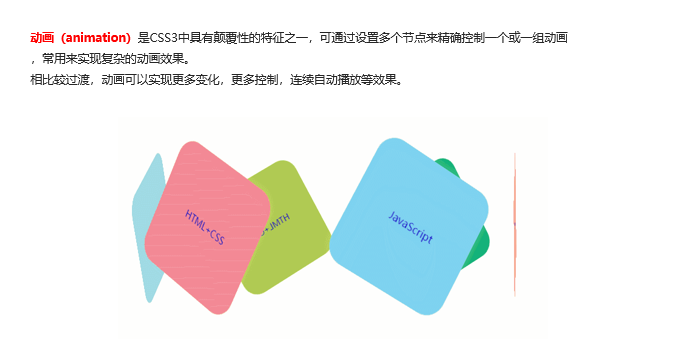 动画（animation）是CSS3中具有颠覆性的特征之一，可通过设置多个节点来精确控制一个或一组动画
，常用来实现复杂的动画效果。
相比较过渡，动画可以实现更多变化，更多控制，连续自动播放等效果。
HTML+CSS
JavaScript